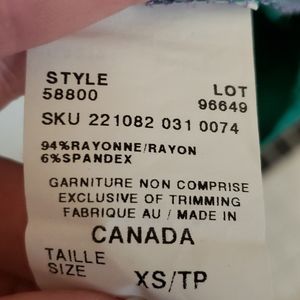 STYLE
58800
LOT
96649
SKU 221082 031 0074
94%RAYONNE/RAYON
6%SPANDEX
GARNITURE NON COMPRISE
EXCLUSIVE OF TRIMMING
FABRIQUE AU / MADE IN
CANADA
TAILLE
SIZE
XS/TP